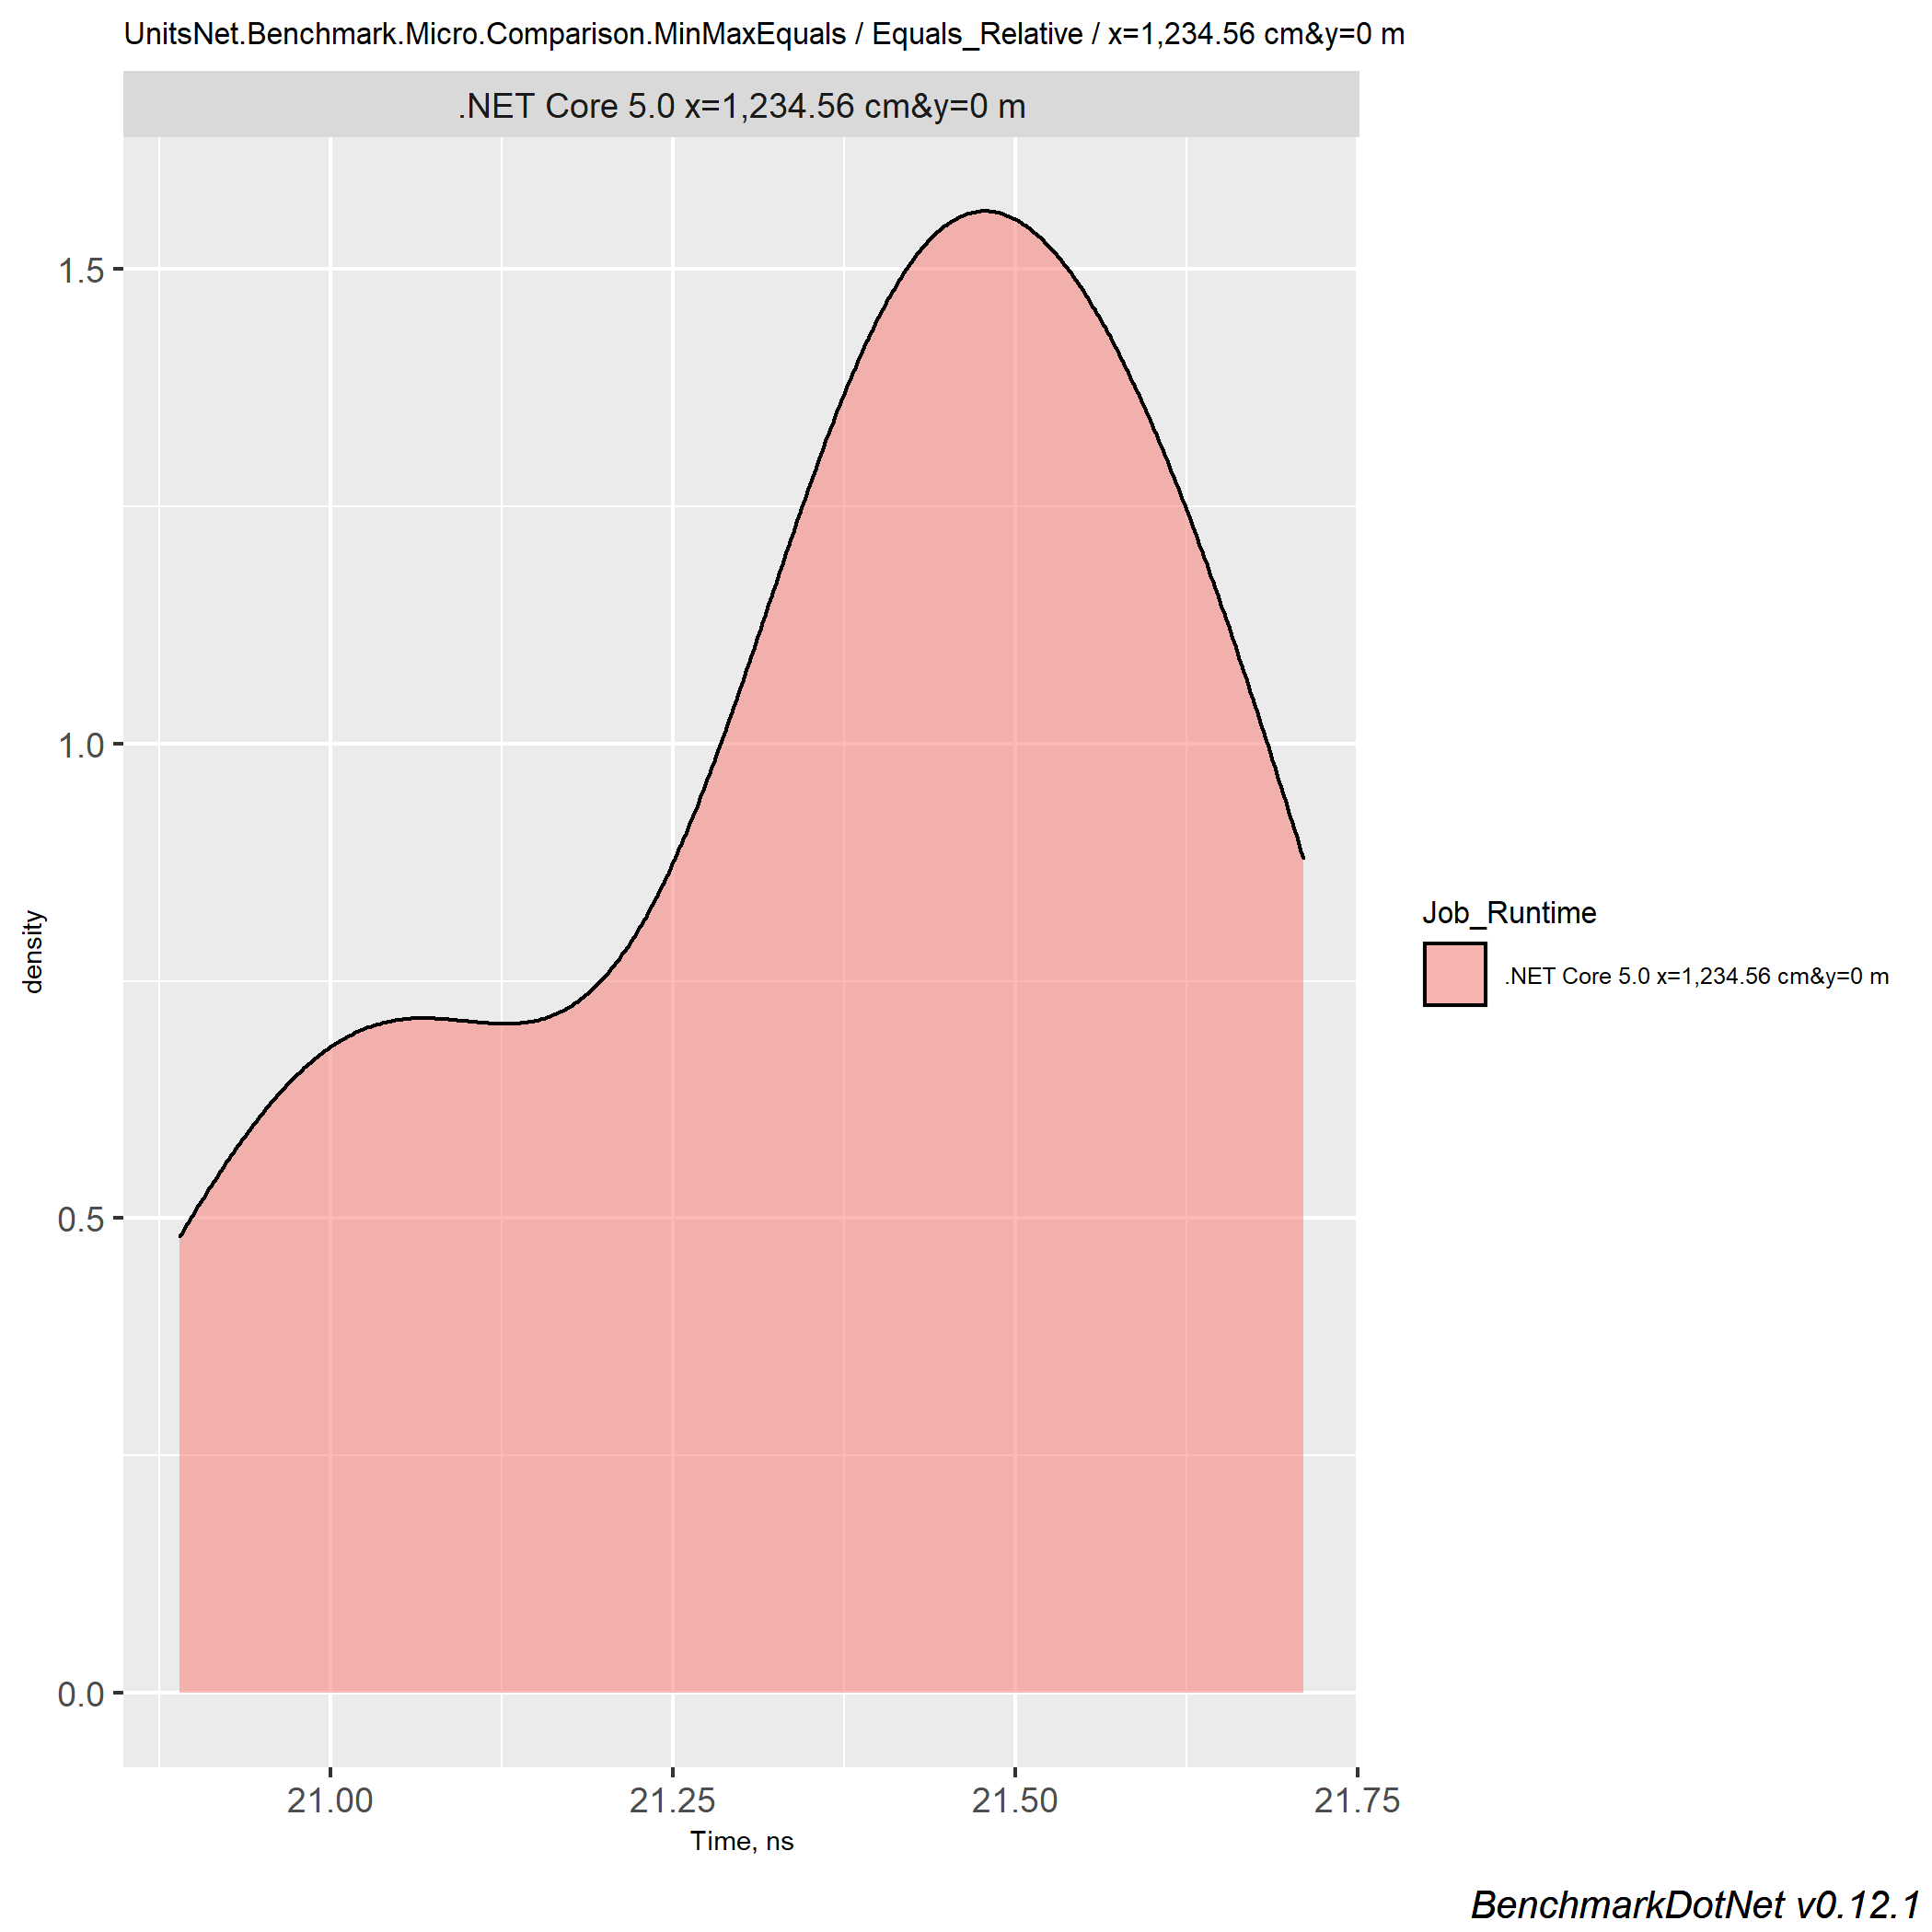 UnitsNet.Benchmark.Micro.Comparison.MinMaxEquals / Equals_Relative / x=1,234.56 cm&y=0 m
.NET Core 5.0 x=1,234.56 cm&y=0 m
1.5
1.0
0.5
0.0
density
21.00 21.25 21.50 21.75
Time, ns
Job_Runtime
.NET Core 5.0 x=1,234.56 cm&y=0 m
BenchmarkDotNet v0.12.1